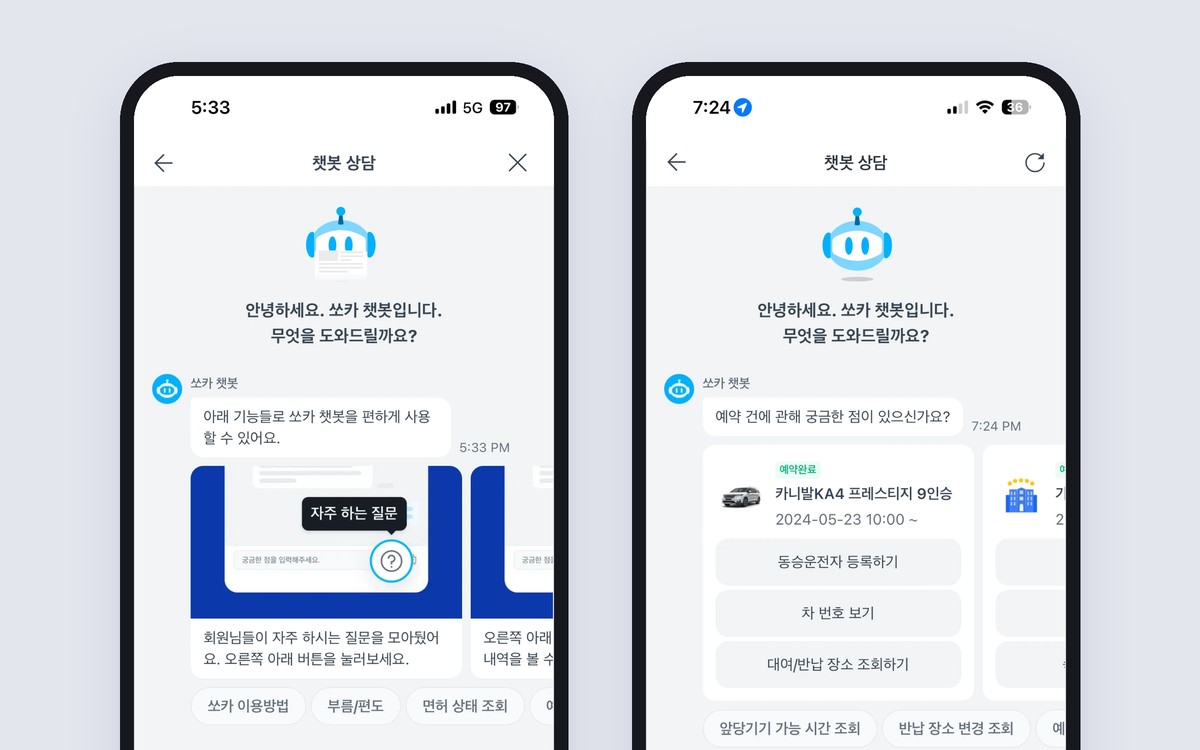 5:33
5G 97
챗봇 상담
안녕하세요. 쏘카 챗봇입니다.
무엇을 도와드릴까요?
쏘카 챗봇
아래 기능들로 쏘카 챗봇을 편하게 사용
할 수 있어요.
5:33 PM
자주 하는 질문
궁금한 점을 입력해주세요.
궁금한 점
회원님들이 자주 하시는 질문을 모아뒀어
요. 오른쪽 아래 버튼을 눌러보세요.
오른쪽 아래
내역을 볼 수
쏘카 이용방법
부름/편도
면허 상태 조회
7:24
36
챗봇 상담
안녕하세요. 쏘카 챗봇입니다.
무엇을 도와드릴까요?
쏘카 챗봇
예약 건에 관해 궁금한 점이 있으신가요?
7:24 PM
예약완료
카니발KA4 프레스티지 9인승
2024-05-23 10:00 ~
동승운전자 등록하기
차 번호 보기
대여/반납 장소 조회하기
2
앞당기기 가능 시간 조회
반납 장소 변경 조회
예